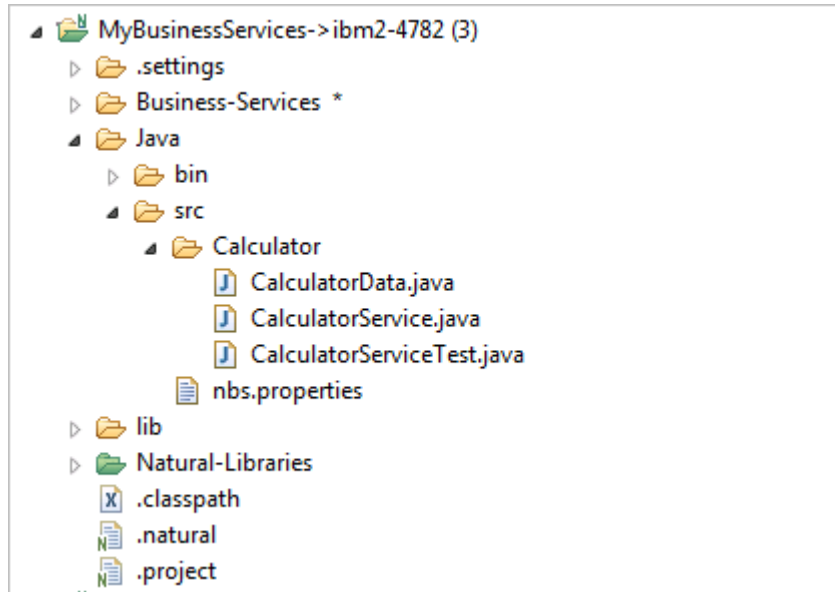 MyBusinessServices->ibm2-4782 (3)
.settings
Business-Services *
Java
bin
src
Calculator
CalculatorData.java
CalculatorService.java
CalculatorServiceTest.java
nbs.properties
lib
Natural-Libraries
.classpath
.natural
.project